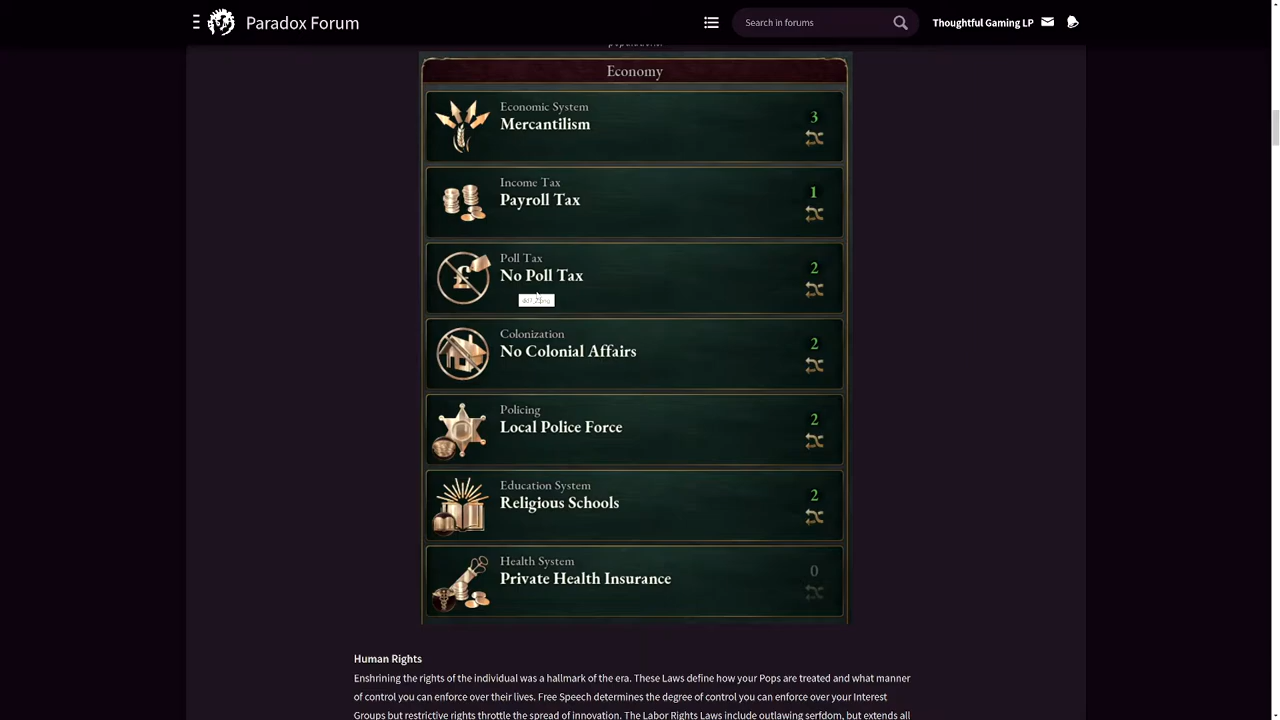 Paradox Forum
Search in forums
Thoughtful Gaming LP
Economy
Economic System
Mercantilism
3
Income Tax
Payroll Tax
1
Poll Tax
No Poll Tax
2
Colonization
No Colonial Affairs
2
Policing
Local Police Force
2
Education System
Religious Schools
2
Health System
Private Health Insurance
0
Human Rights
Enshrining the rights of the individual was a hallmark of the era. These Laws define how your Pops are treated and what manner
of control you can enforce over their lives. Free Speech determines the degree of control you can enforce over your Interest
Groups but restrictive rights throttle the spread of innovation. The Labor Rights Laws include outlawing serfdom, but extends all